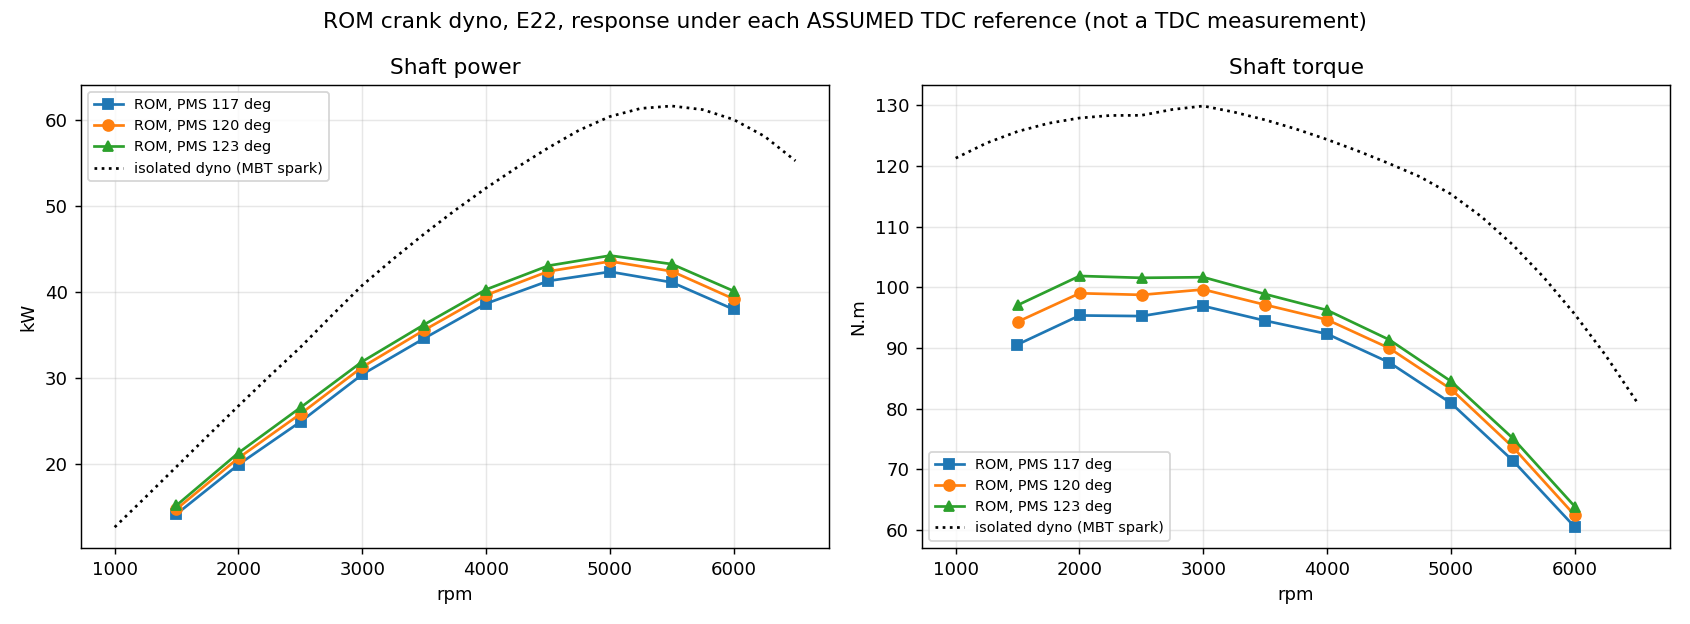 ROM crank dyno, E22, response under each ASSUMED TDC reference (not a TDC measurement)
Shaft power
ROM, PMS 117 deg
ROM, PMS 120 deg
ROM, PMS 123 deg
isolated dyno (MBT spark)
60
50
40
30
20
kW
1000 2000 3000 4000 5000 6000
rpm
Shaft torque
130
120
110
100
90
80
70
60
N.m
ROM, PMS 117 deg
ROM, PMS 120 deg
ROM, PMS 123 deg
isolated dyno (MBT spark)
1000 2000 3000 4000 5000 6000
rpm